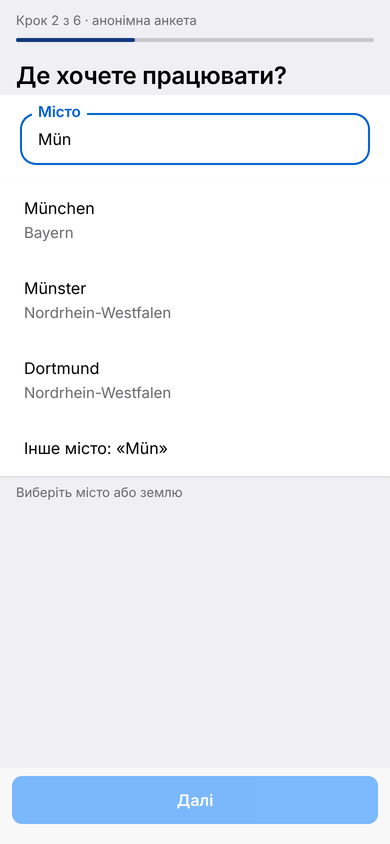 Крок 2 з 6 · анонімна анкета
Де хочете працювати?
Місто
Mün
München
Bayern
Münster
Nordrhein-Westfalen
Dortmund
Nordrhein-Westfalen
Інше місто: «Mün»
Виберіть місто або землю
Далі